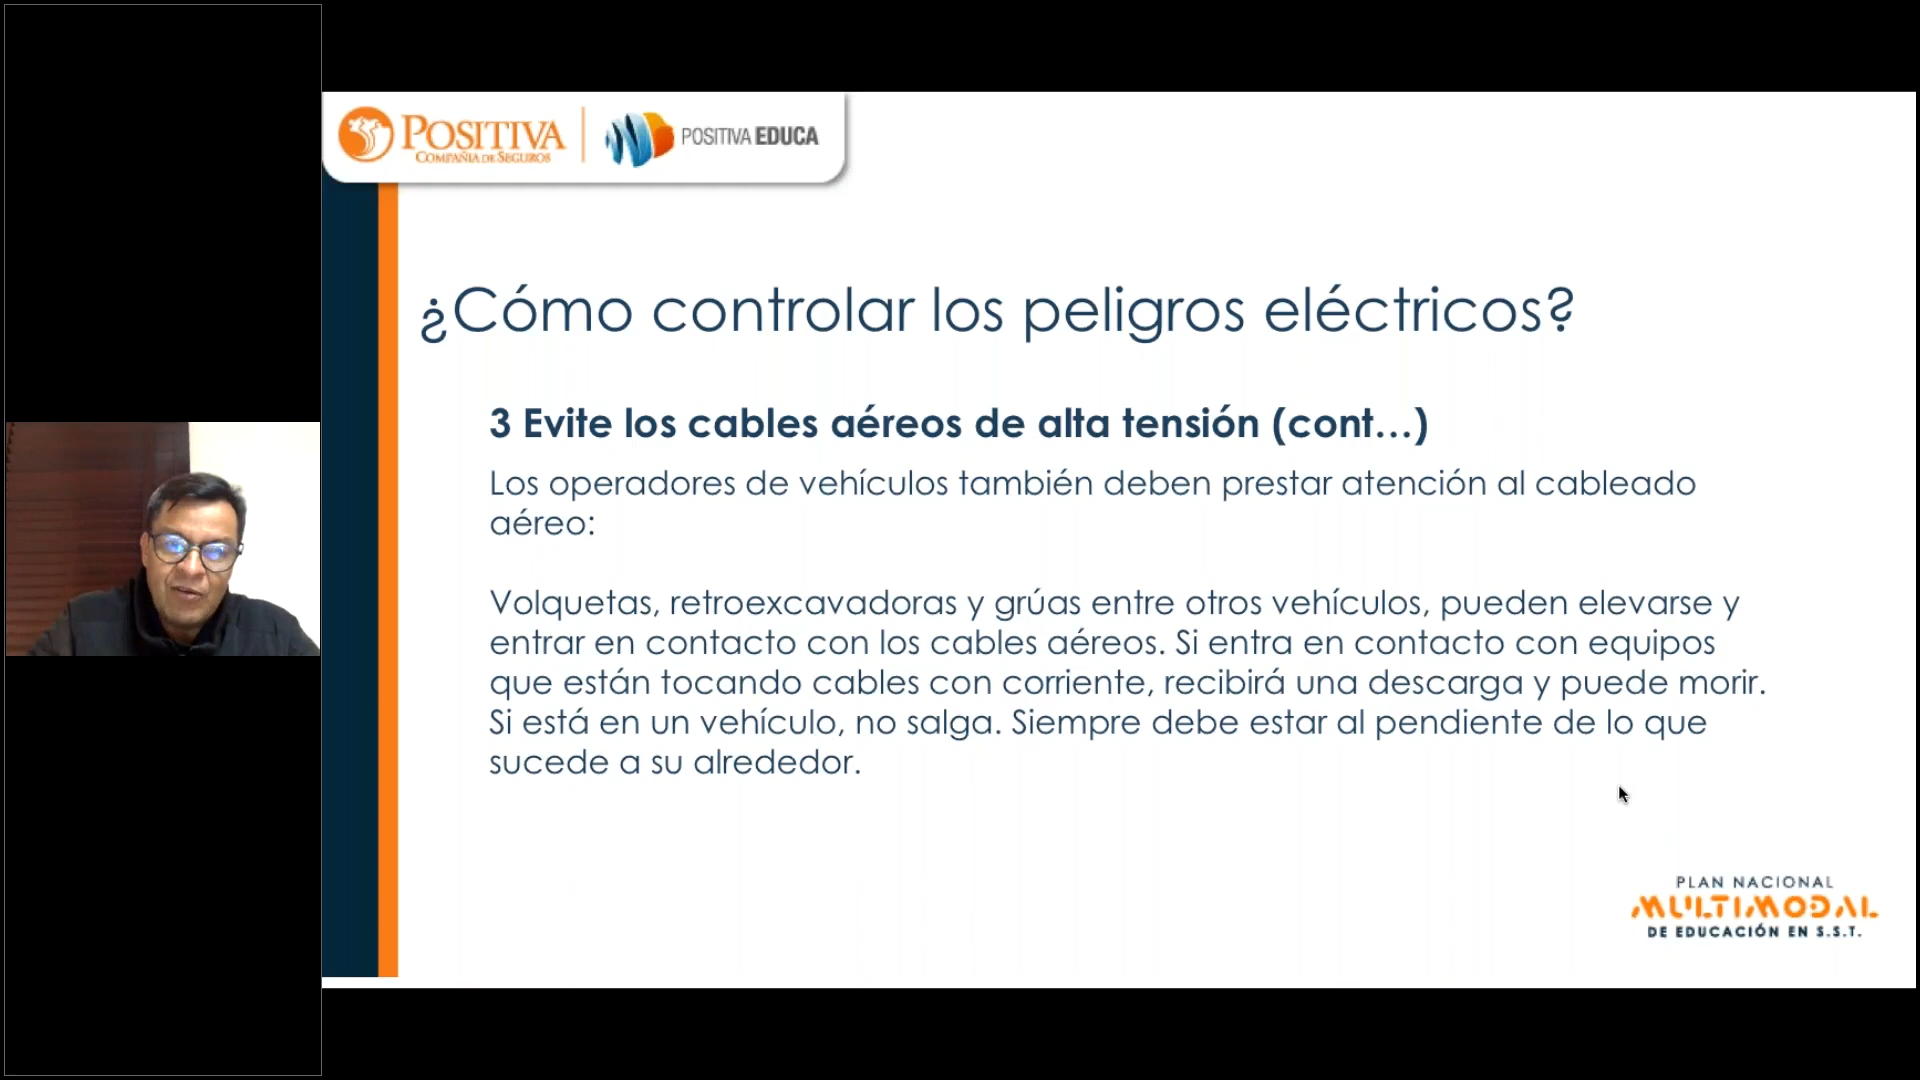 POSITIVA
COMPAÑIA DE SEGUROS
POSITIVA EDUCA
¿Cómo controlar los peligros eléctricos?
3 Evite los cables aéreos de alta tensión (cont...)
Los operadores de vehículos también deben prestar atención al cableado
aéreo:
Volquetas, retroexcavadoras y grúas entre otros vehículos, pueden elevarse y
entrar en contacto con los cables aéreos. Si entra en contacto con equipos
que están tocando cables con corriente, recibirá una descarga y puede morir.
Si está en un vehículo, no salga. Siempre debe estar al pendiente de lo que
sucede a su alrededor.
PLAN NACIONAL
MULTIMODAL
DE EDUCACIÓN EN S.S.T.